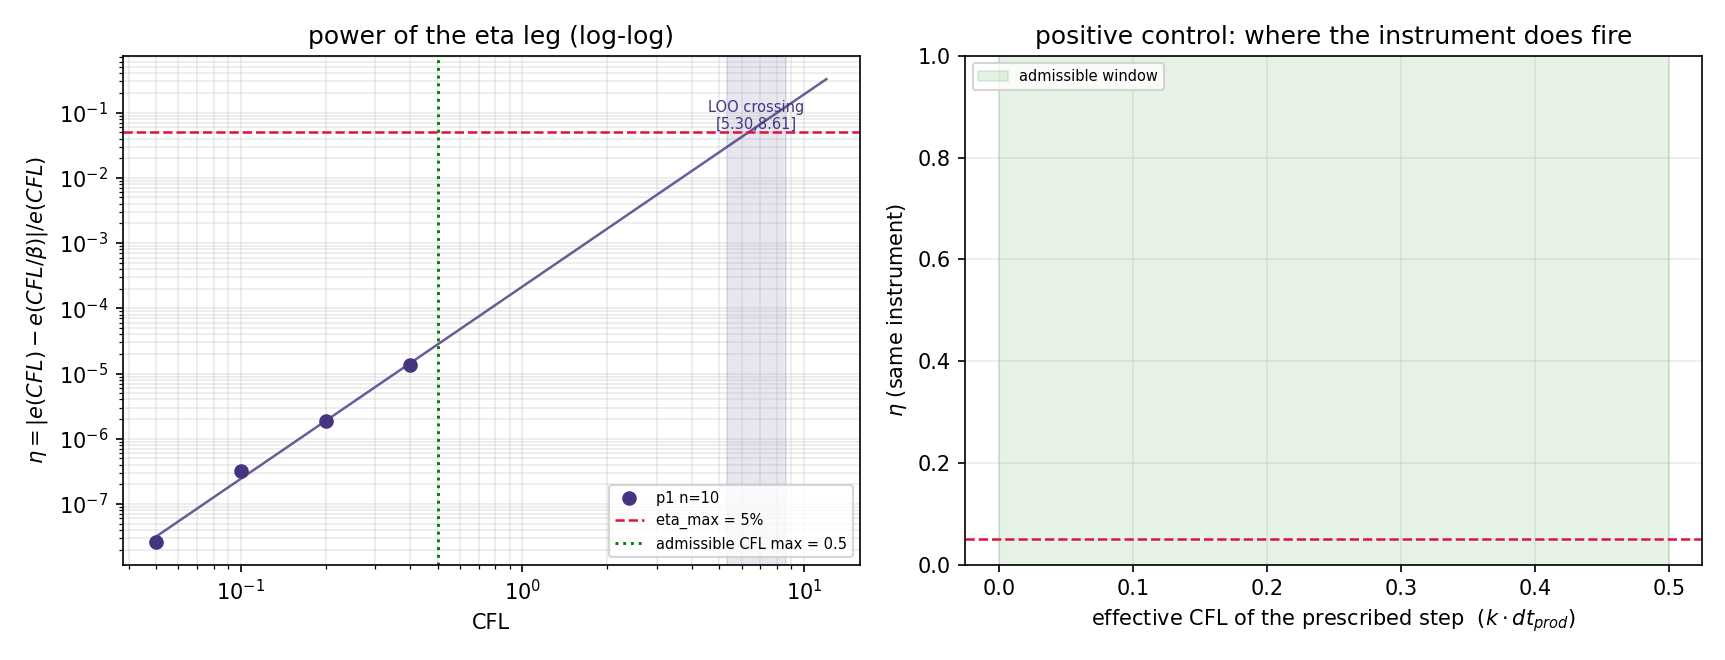 power of the eta leg (log-log)
η = |e(CFL) − e(CFL/β)|/e(CFL)
10⁻¹
10⁻²
10⁻³
10⁻⁴
10⁻⁵
10⁻⁶
10⁻⁷
LOO crossing
[5.30,8.61]
p1 n=10
eta_max = 5%
admissible CFL max = 0.5
10⁻¹ 10⁰ 10¹
CFL
positive control: where the instrument does fire
η (same instrument)
1.0
0.8
0.6
0.4
0.2
0.0
admissible window
0.0 0.1 0.2 0.3 0.4 0.5
effective CFL of the prescribed step (k · dt_prod)